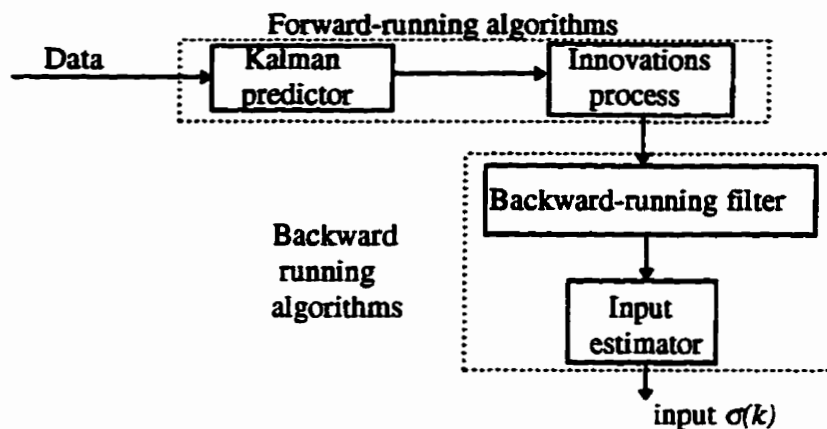 Forward-running algorithms
Data
Kalman
predictor
Innovations
process
Backward-running filter
Backward
running
algorithms
Input
estimator
input σ(k)